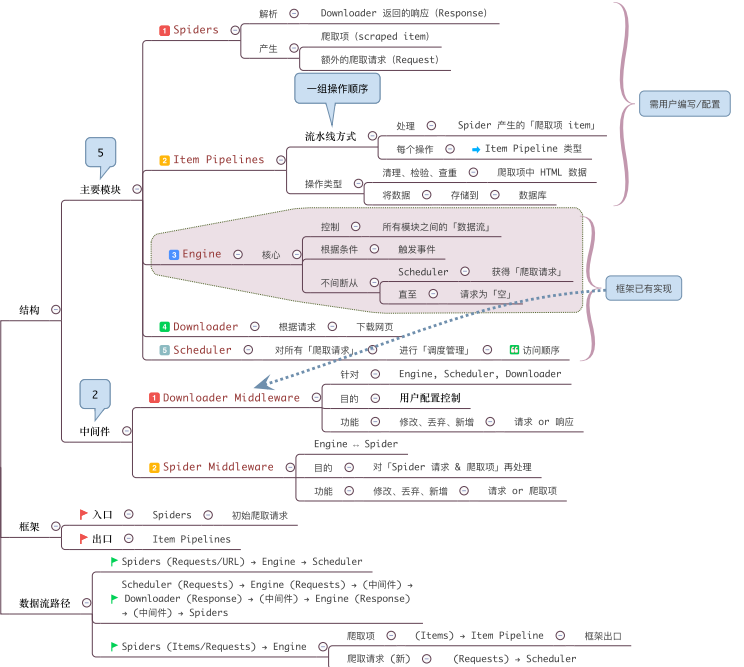 结构
5
主要模块
1 Spiders
解析 Downloader 返回的响应（Response）
产生 爬取项（scraped item）
额外的爬取请求（Request）
一组操作顺序
2 Item Pipelines
流水线方式
处理 Spider 产生的「爬取项 item」
每个操作 Item Pipeline 类型
操作类型
清理、检验、查重 爬取项中 HTML 数据
将数据 存储到 数据库
需用户编写/配置
3 Engine 核心
控制 所有模块之间的「数据流」
根据条件 触发事件
不间断从
Scheduler 获得「爬取请求」
直至 请求为「空」
框架已有实现
4 Downloader 根据请求 下载网页
5 Scheduler 对所有「爬取请求」 进行「调度管理」 访问顺序
2
中间件
1 Downloader Middleware
针对 Engine, Scheduler, Downloader
目的 用户配置控制
功能 修改、丢弃、新增 请求 or 响应
2 Spider Middleware
Engine ↔ Spider
目的 对「Spider 请求 & 爬取项」再处理
功能 修改、丢弃、新增 请求 or 爬取项
框架
入口 Spiders 初始爬取请求
出口 Item Pipelines
数据流路径
Spiders (Requests/URL) → Engine → Scheduler
Scheduler (Requests) → Engine (Requests) → (中间件) →
Downloader (Response) → (中间件) → Engine (Response)
→ (中间件) → Spiders
Spiders (Items/Requests) → Engine
爬取项 (Items) → Item Pipeline 框架出口
爬取请求（新） (Requests) → Scheduler